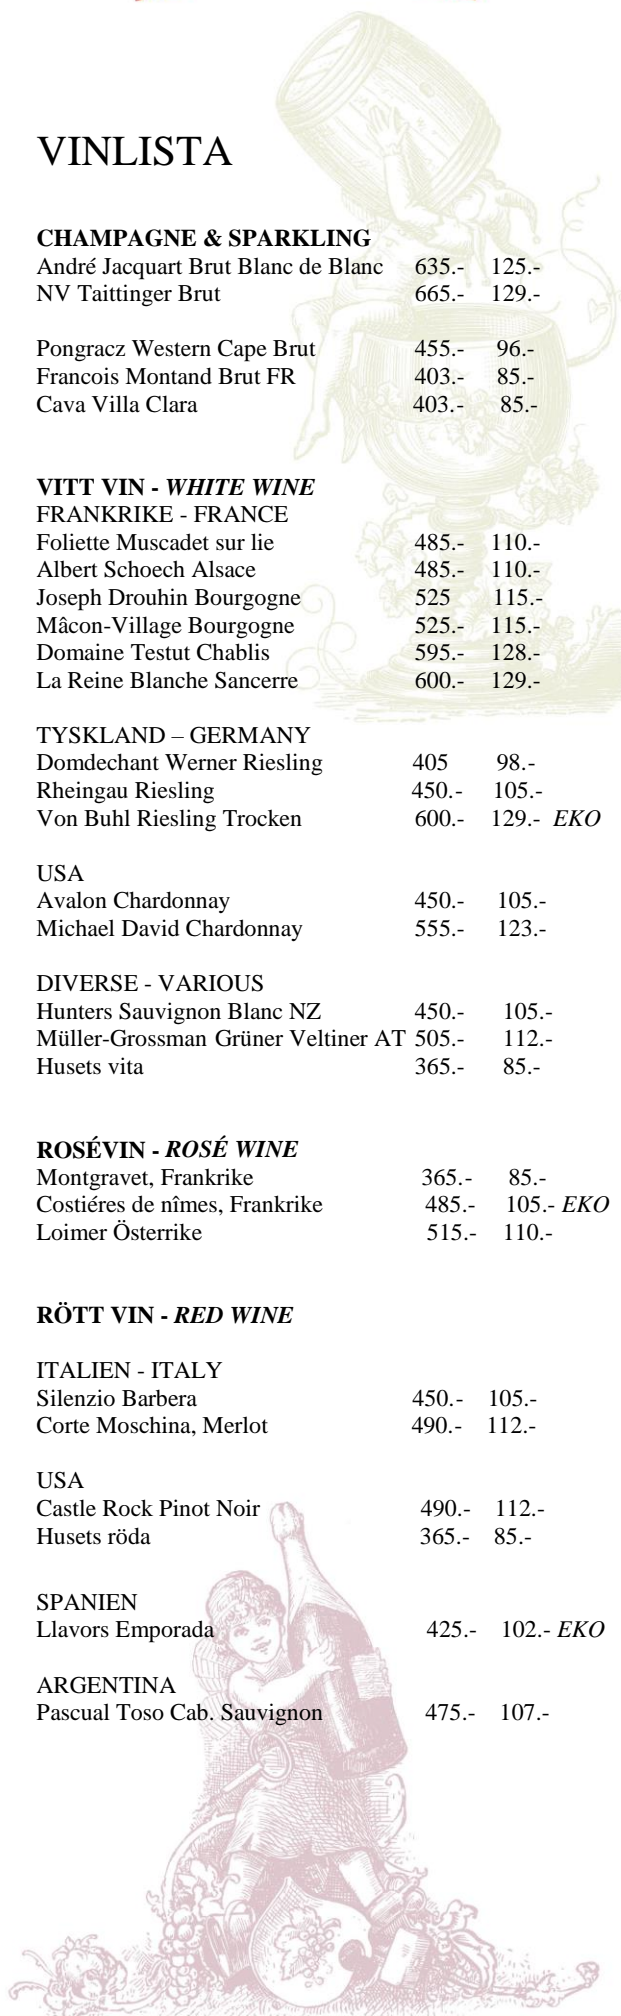 VINLISTA
CHAMPAGNE & SPARKLING
André Jacquart Brut Blanc de Blanc 635.- 125.-
NV Taittinger Brut 665.- 129.-
Pongracz Western Cape Brut 455.- 96.-
Francois Montand Brut FR 403.- 85.-
Cava Villa Clara 403.- 85.-
VITT VIN - WHITE WINE
FRANKRIKE - FRANCE
Foliette Muscadet sur lie 485.- 110.-
Albert Schoech Alsace 485.- 110.-
Joseph Drouhin Bourgogne 525 115.-
Mâcon-Village Bourgogne 525.- 115.-
Domaine Testut Chablis 595.- 128.-
La Reine Blanche Sancerre 600.- 129.-
TYSKLAND – GERMANY
Domdechant Werner Riesling 405 98.-
Rheingau Riesling 450.- 105.-
Von Buhl Riesling Trocken 600.- 129.- EKO
USA
Avalon Chardonnay 450.- 105.-
Michael David Chardonnay 555.- 123.-
DIVERSE - VARIOUS
Hunters Sauvignon Blanc NZ 450.- 105.-
Müller-Grossman Grüner Veltiner AT 505.- 112.-
Husets vita 365.- 85.-
ROSÉVIN - ROSÉ WINE
Montgravet, Frankrike 365.- 85.-
Costiéres de nîmes, Frankrike 485.- 105.- EKO
Loimer Österrike 515.- 110.-
RÖTT VIN - RED WINE
ITALIEN - ITALY
Silenzio Barbera 450.- 105.-
Corte Moschina, Merlot 490.- 112.-
USA
Castle Rock Pinot Noir 490.- 112.-
Husets röda 365.- 85.-
SPANIEN
Llavors Emporada 425.- 102.- EKO
ARGENTINA
Pascual Toso Cab. Sauvignon 475.- 107.-